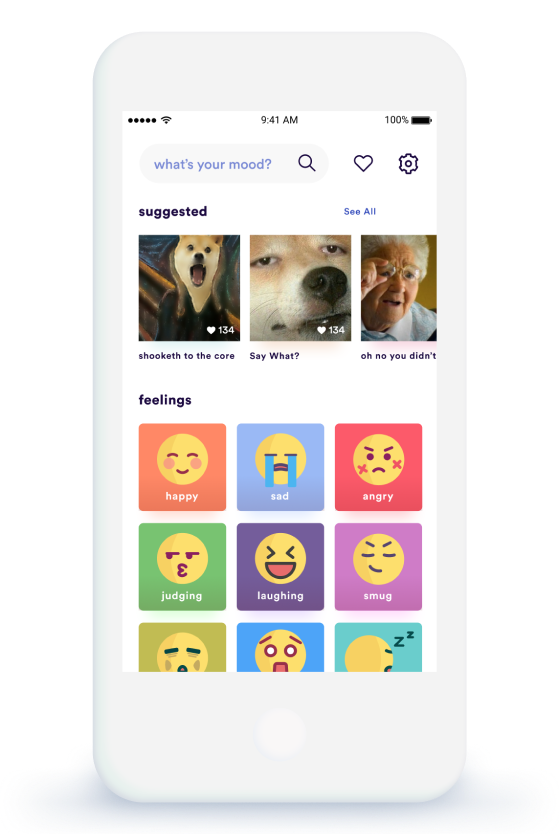 9:41 AM
100%
what's your mood?
suggested
See All
134
134
shooketh to the core
Say What?
oh no you didn't
feelings
happy
sad
angry
judging
laughing
smug
z z